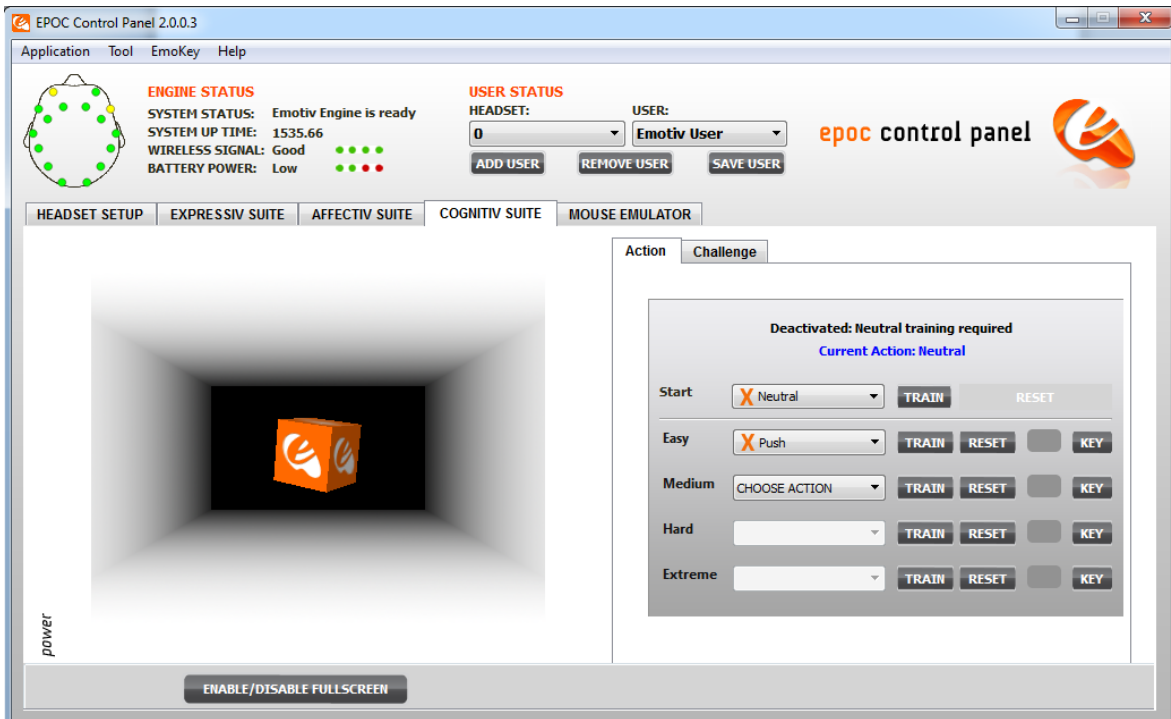 EPOC Control Panel 2.0.0.3
X
Application Tool EmoKey Help
ENGINE STATUS
SYSTEM STATUS: Emotiv Engine is ready
SYSTEM UP TIME: 1535.66
WIRELESS SIGNAL: Good
BATTERY POWER: Low
USER STATUS
HEADSET: USER:
0 Emotiv User
ADD USER REMOVE USER SAVE USER
epoc control panel
HEADSET SETUP EXPRESSIV SUITE AFFECTIV SUITE COGNITIV SUITE MOUSE EMULATOR
Action Challenge
Deactivated: Neutral training required
Current Action: Neutral
Start X Neutral TRAIN RESET
Easy X Push TRAIN RESET KEY
Medium CHOOSE ACTION TRAIN RESET KEY
Hard TRAIN RESET KEY
Extreme TRAIN RESET KEY
power
ENABLE/DISABLE FULLSCREEN